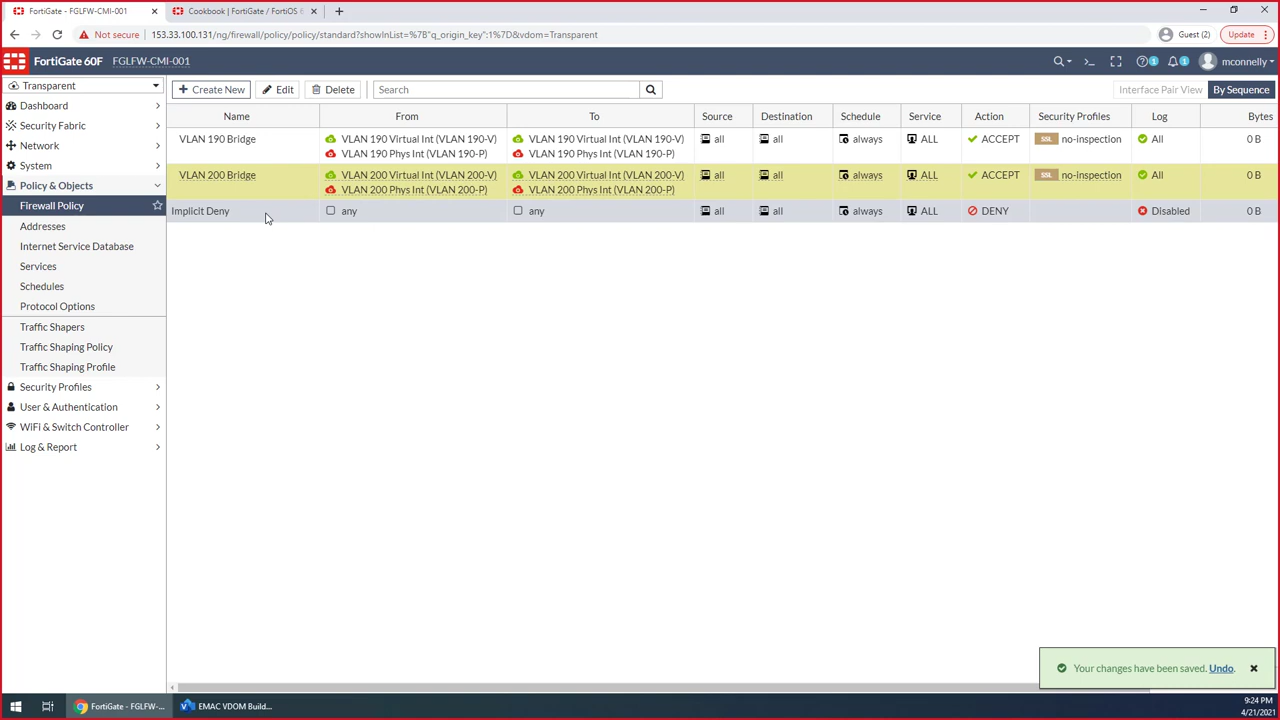 FortiGate - FGLFW-CMI-001
Cookbook | FortiGate / FortiOS 6
Not secure
153.33.100.131/ng/firewall/policy/policy/standard?showInList=%7B"q_origin_key":1%7D&vdom=Transparent
Guest (2)
Update
FortiGate 60F
FGLFW-CMI-001
1
1
mconnelly
Transparent
Dashboard
Security Fabric
Network
System
Policy & Objects
Firewall Policy
Addresses
Internet Service Database
Services
Schedules
Protocol Options
Traffic Shapers
Traffic Shaping Policy
Traffic Shaping Profile
Security Profiles
User & Authentication
WiFi & Switch Controller
Log & Report
Create New
Edit
Delete
Search
Interface Pair View
By Sequence
Name From To Source Destination Schedule Service Action Security Profiles Log Bytes
VLAN 190 Bridge VLAN 190 Virtual Int (VLAN 190-V) VLAN 190 Virtual Int (VLAN 190-V) all all always ALL ACCEPT SSL no-inspection All 0 B
VLAN 190 Phys Int (VLAN 190-P) VLAN 190 Phys Int (VLAN 190-P)
VLAN 200 Bridge VLAN 200 Virtual Int (VLAN 200-V) VLAN 200 Virtual Int (VLAN 200-V) all all always ALL ACCEPT SSL no-inspection All 0 B
VLAN 200 Phys Int (VLAN 200-P) VLAN 200 Phys Int (VLAN 200-P)
Implicit Deny any any all all always ALL DENY Disabled 0 B
Your changes have been saved. Undo.
FortiGate - FGLFW-...
EMAC VDOM Build...
9:24 PM
4/21/2021